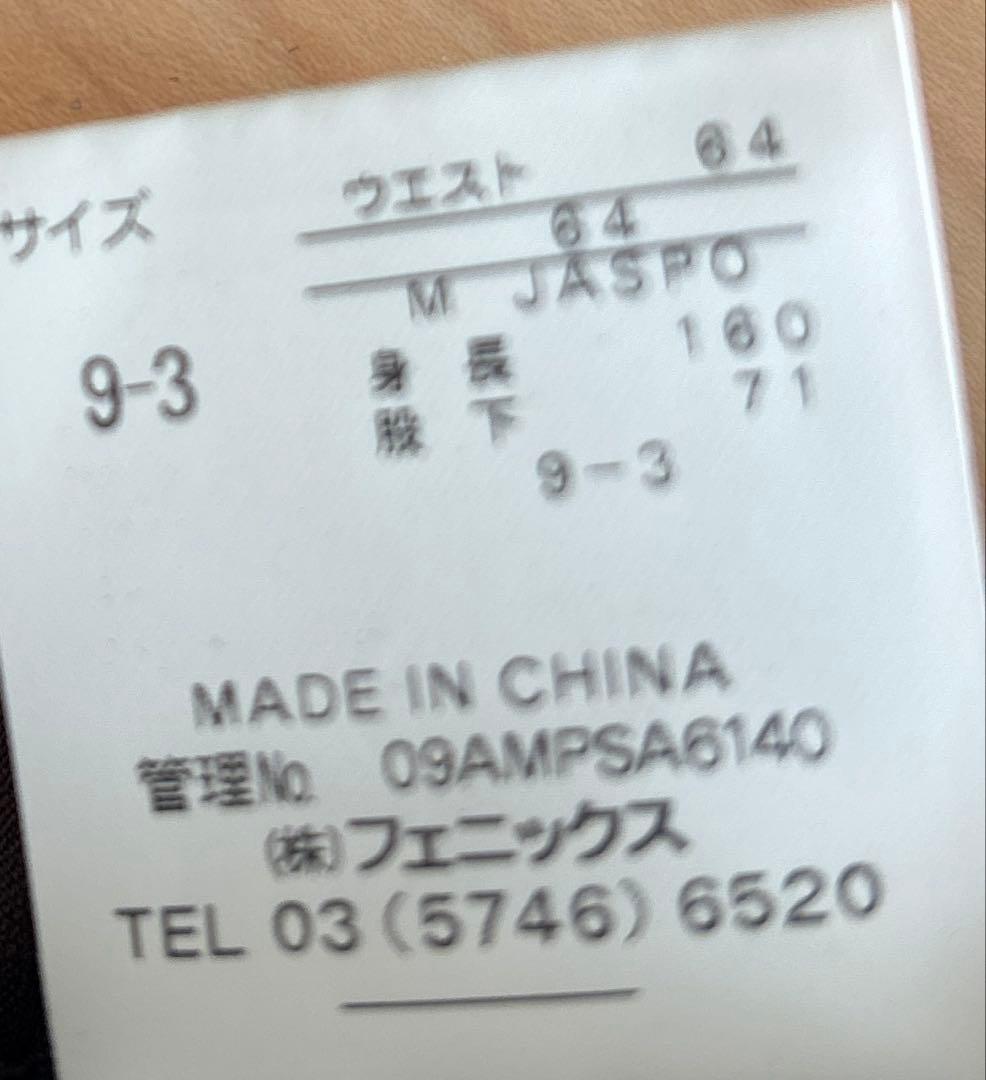 サイズ
ウエスト 64
64
M JASPO
9-3
身長 160
股下 71
9-3
MADE IN CHINA
管理No. 09AMPSA6140
(株)フェニックス
TEL 03(5746)6520